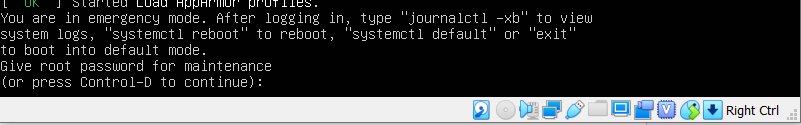 [  OK  ] Started Load AppArmor profiles.
You are in emergency mode. After logging in, type "journalctl -xb" to view
system logs, "systemctl reboot" to reboot, "systemctl default" or "exit"
to boot into default mode.
Give root password for maintenance
(or press Control-D to continue):
Right Ctrl